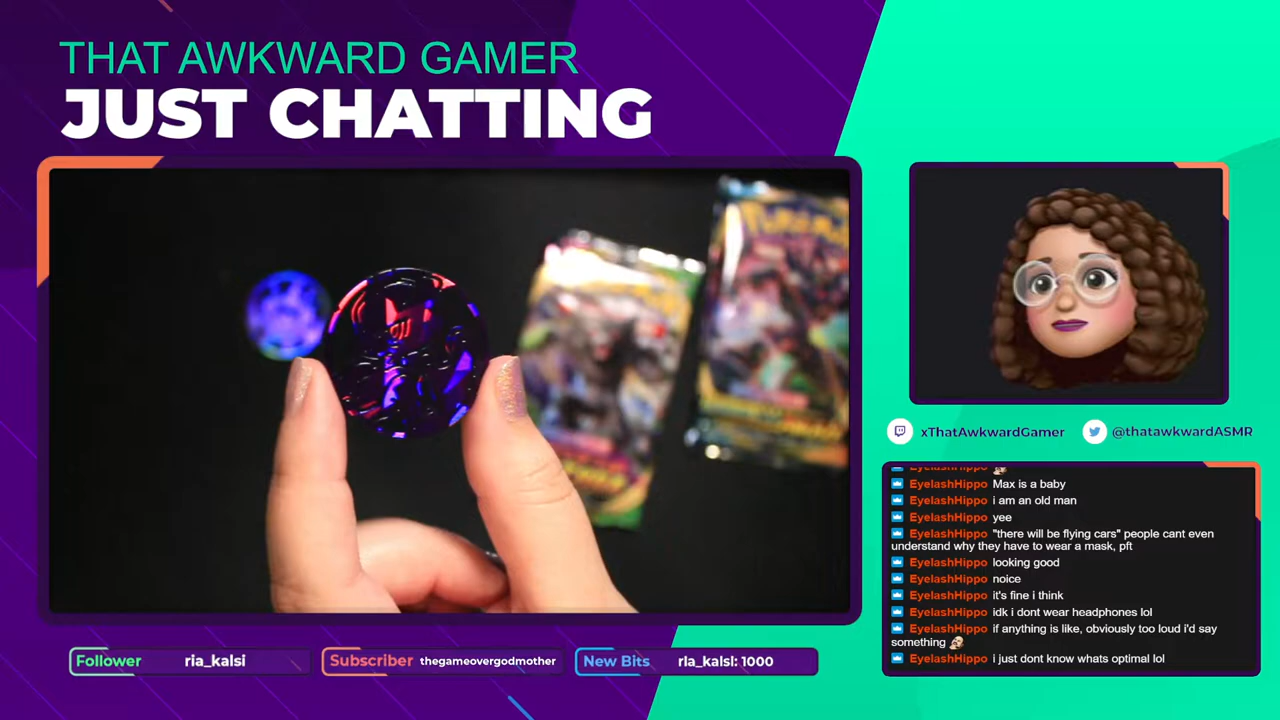 THAT AWKWARD GAMER
JUST CHATTING
xThatAwkwardGamer
@thatawkwardASMR
EyelashHippo
EyelashHippo Max is a baby
EyelashHippo i am an old man
EyelashHippo yee
EyelashHippo "there will be flying cars" people cant even
understand why they have to wear a mask, pft
EyelashHippo looking good
EyelashHippo noice
EyelashHippo it's fine i think
EyelashHippo idk i dont wear headphones lol
EyelashHippo if anything is like, obviously too loud i'd say
something
EyelashHippo i just dont know whats optimal lol
Follower ria_kalsi
Subscriber thegameovergodmother
New Bits ria_kalsi: 1000